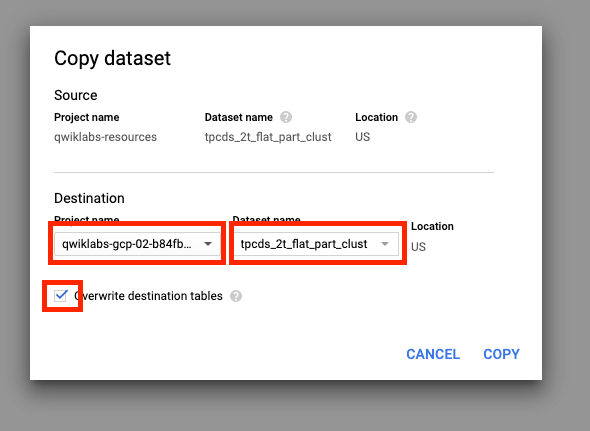 Copy dataset
Source
Project name Dataset name Location
qwiklabs-resources tpcds_2t_flat_part_clust US
Destination
Project name Dataset name Location
qwiklabs-gcp-02-b84fb... tpcds_2t_flat_part_clust US
Overwrite destination tables
CANCEL COPY